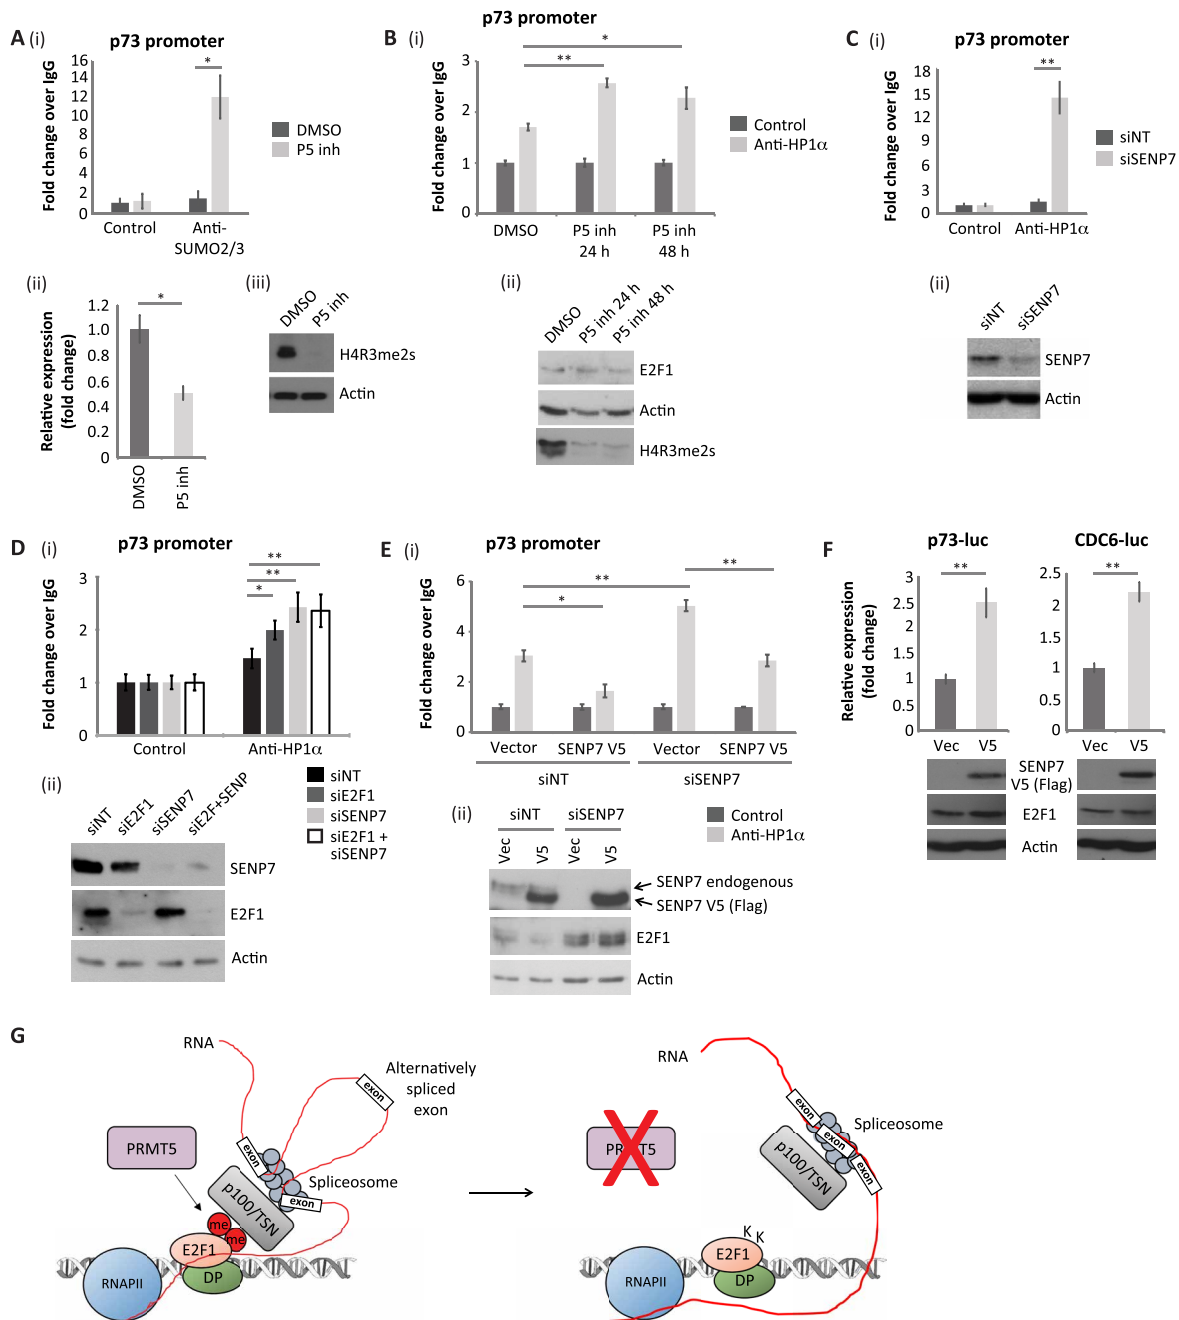 A (i)
p73 promoter
Fold change over IgG
16
14
12
10
8
6
4
2
0
*
Control
Anti-
SUMO2/3
DMSO
P5 inh
(ii)
Relative expression
(fold change)
1.2
1.0
0.8
0.6
0.4
0.2
0
*
DMSO
P5 inh
(iii)
DMSO
P5 inh
H4R3me2s
Actin
B (i)
p73 promoter
Fold change over IgG
3
2
1
0
*
**
DMSO
P5 inh
24 h
P5 inh
48 h
Control
Anti-HP1α
(ii)
DMSO
P5 inh 24 h
P5 inh 48 h
E2F1
Actin
H4R3me2s
C (i)
p73 promoter
Fold change over IgG
18
15
12
9
6
3
0
**
Control
Anti-HP1α
siNT
siSENP7
(ii)
siNT
siSENP7
SENP7
Actin
D (i)
p73 promoter
Fold change over IgG
3
2
1
0
**
**
*
Control
Anti-HP1α
siNT
siE2F1
siSENP7
siE2F1 +
siSENP7
(ii)
siNT
siE2F1
siSENP7
siE2F+SENP
SENP7
E2F1
Actin
E (i)
p73 promoter
Fold change over IgG
6
4
2
0
**
*
**
Vector
SENP7 V5
Vector
SENP7 V5
siNT
siSENP7
Control
Anti-HP1α
(ii)
siNT
siSENP7
Vec
V5
Vec
V5
SENP7 endogenous
SENP7 V5 (Flag)
E2F1
Actin
F
p73-luc
Relative expression
(fold change)
3
2.5
2
1.5
1
0.5
0
**
Vec
V5
CDC6-luc
2.5
2
1.5
1
0.5
0
**
Vec
V5
SENP7
V5 (Flag)
E2F1
Actin
G
RNA
Alternatively
spliced
exon
exon
exon
exon
PRMT5
Spliceosome
p100/TSN
me
me
E2F1
DP
RNAPII
RNA
PRMT5
exon
exon
exon
Spliceosome
p100/TSN
K K
E2F1
DP
RNAPII